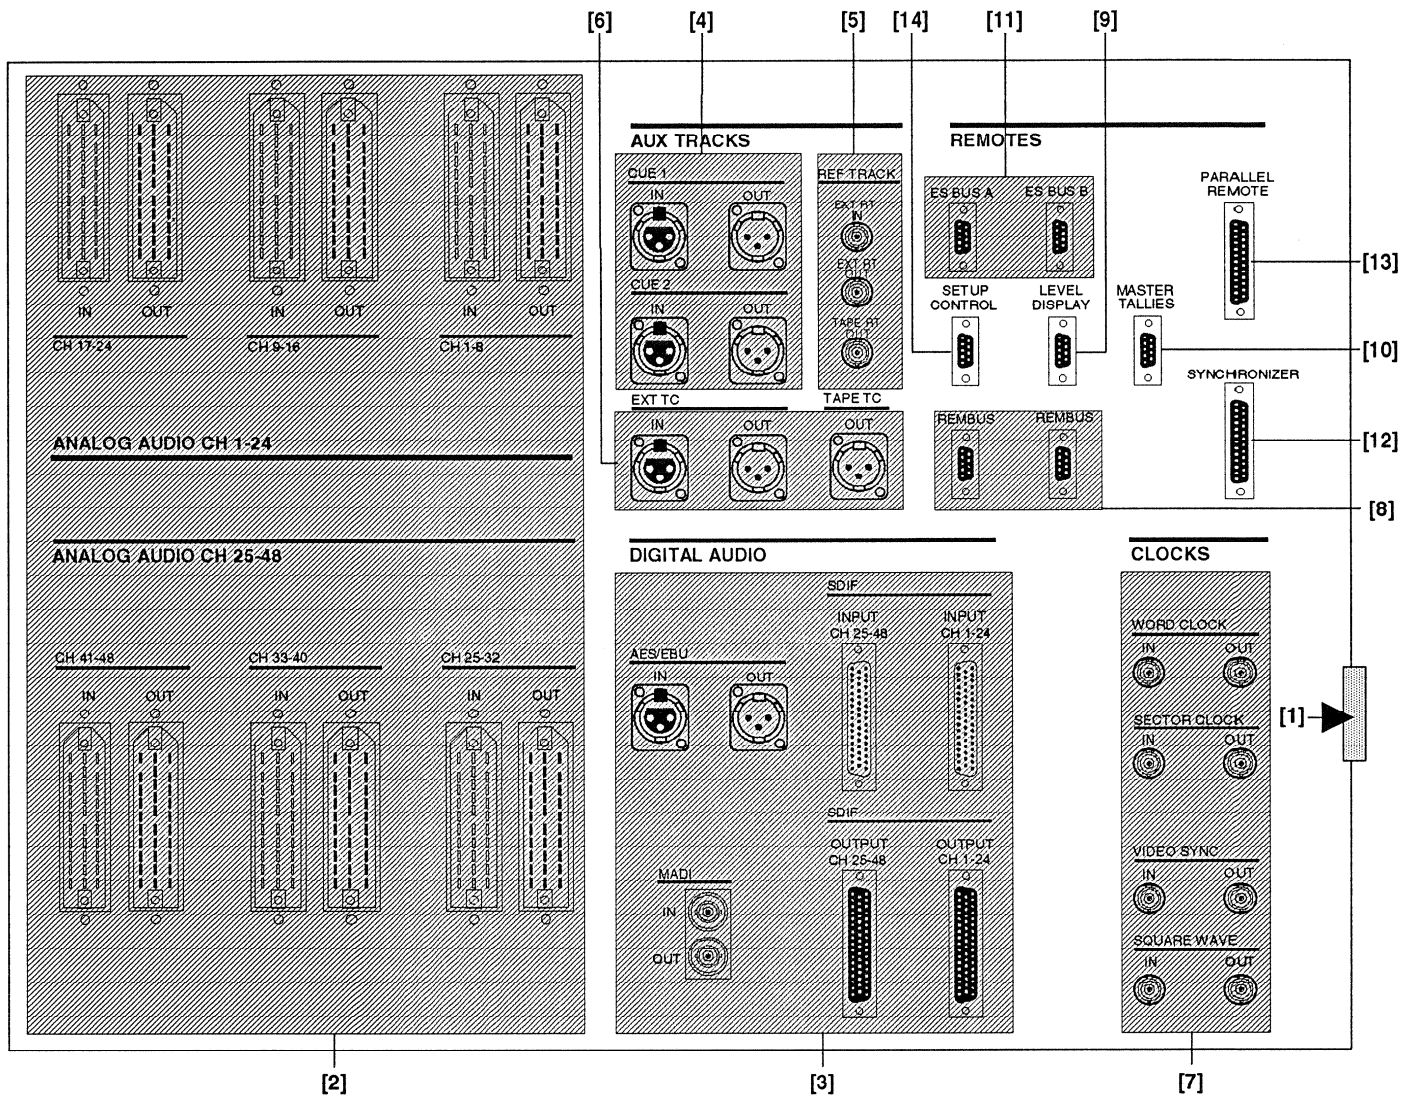 [6] [4] [5] [14] [11] [9]
AUX TRACKS
CUE 1
IN OUT
CUE 2
IN OUT
REF TRACK
EXT RT
IN
EXT RT
OUT
TAPE RT
OUT
EXT TC
IN OUT
TAPE TC
OUT
REMOTES
ES BUS A ES BUS B
SETUP
CONTROL
LEVEL
DISPLAY
MASTER
TALLIES
PARALLEL
REMOTE
[13]
[10]
SYNCHRONIZER
[12]
REMBUS REMBUS
[8]
IN OUT IN OUT IN OUT
CH 17-24 CH 9-16 CH 1-8
ANALOG AUDIO CH 1-24
ANALOG AUDIO CH 25-48
CH 41-48 CH 33-40 CH 25-32
IN OUT IN OUT IN OUT
DIGITAL AUDIO
SDIF
INPUT
CH 25-48
INPUT
CH 1-24
AES/EBU
IN OUT
SDIF
OUTPUT
CH 25-48
OUTPUT
CH 1-24
MADI
IN
OUT
CLOCKS
WORD CLOCK
IN OUT
SECTOR CLOCK
IN OUT
VIDEO SYNC
IN OUT
SQUARE WAVE
IN OUT
[1]
[2] [3] [7]